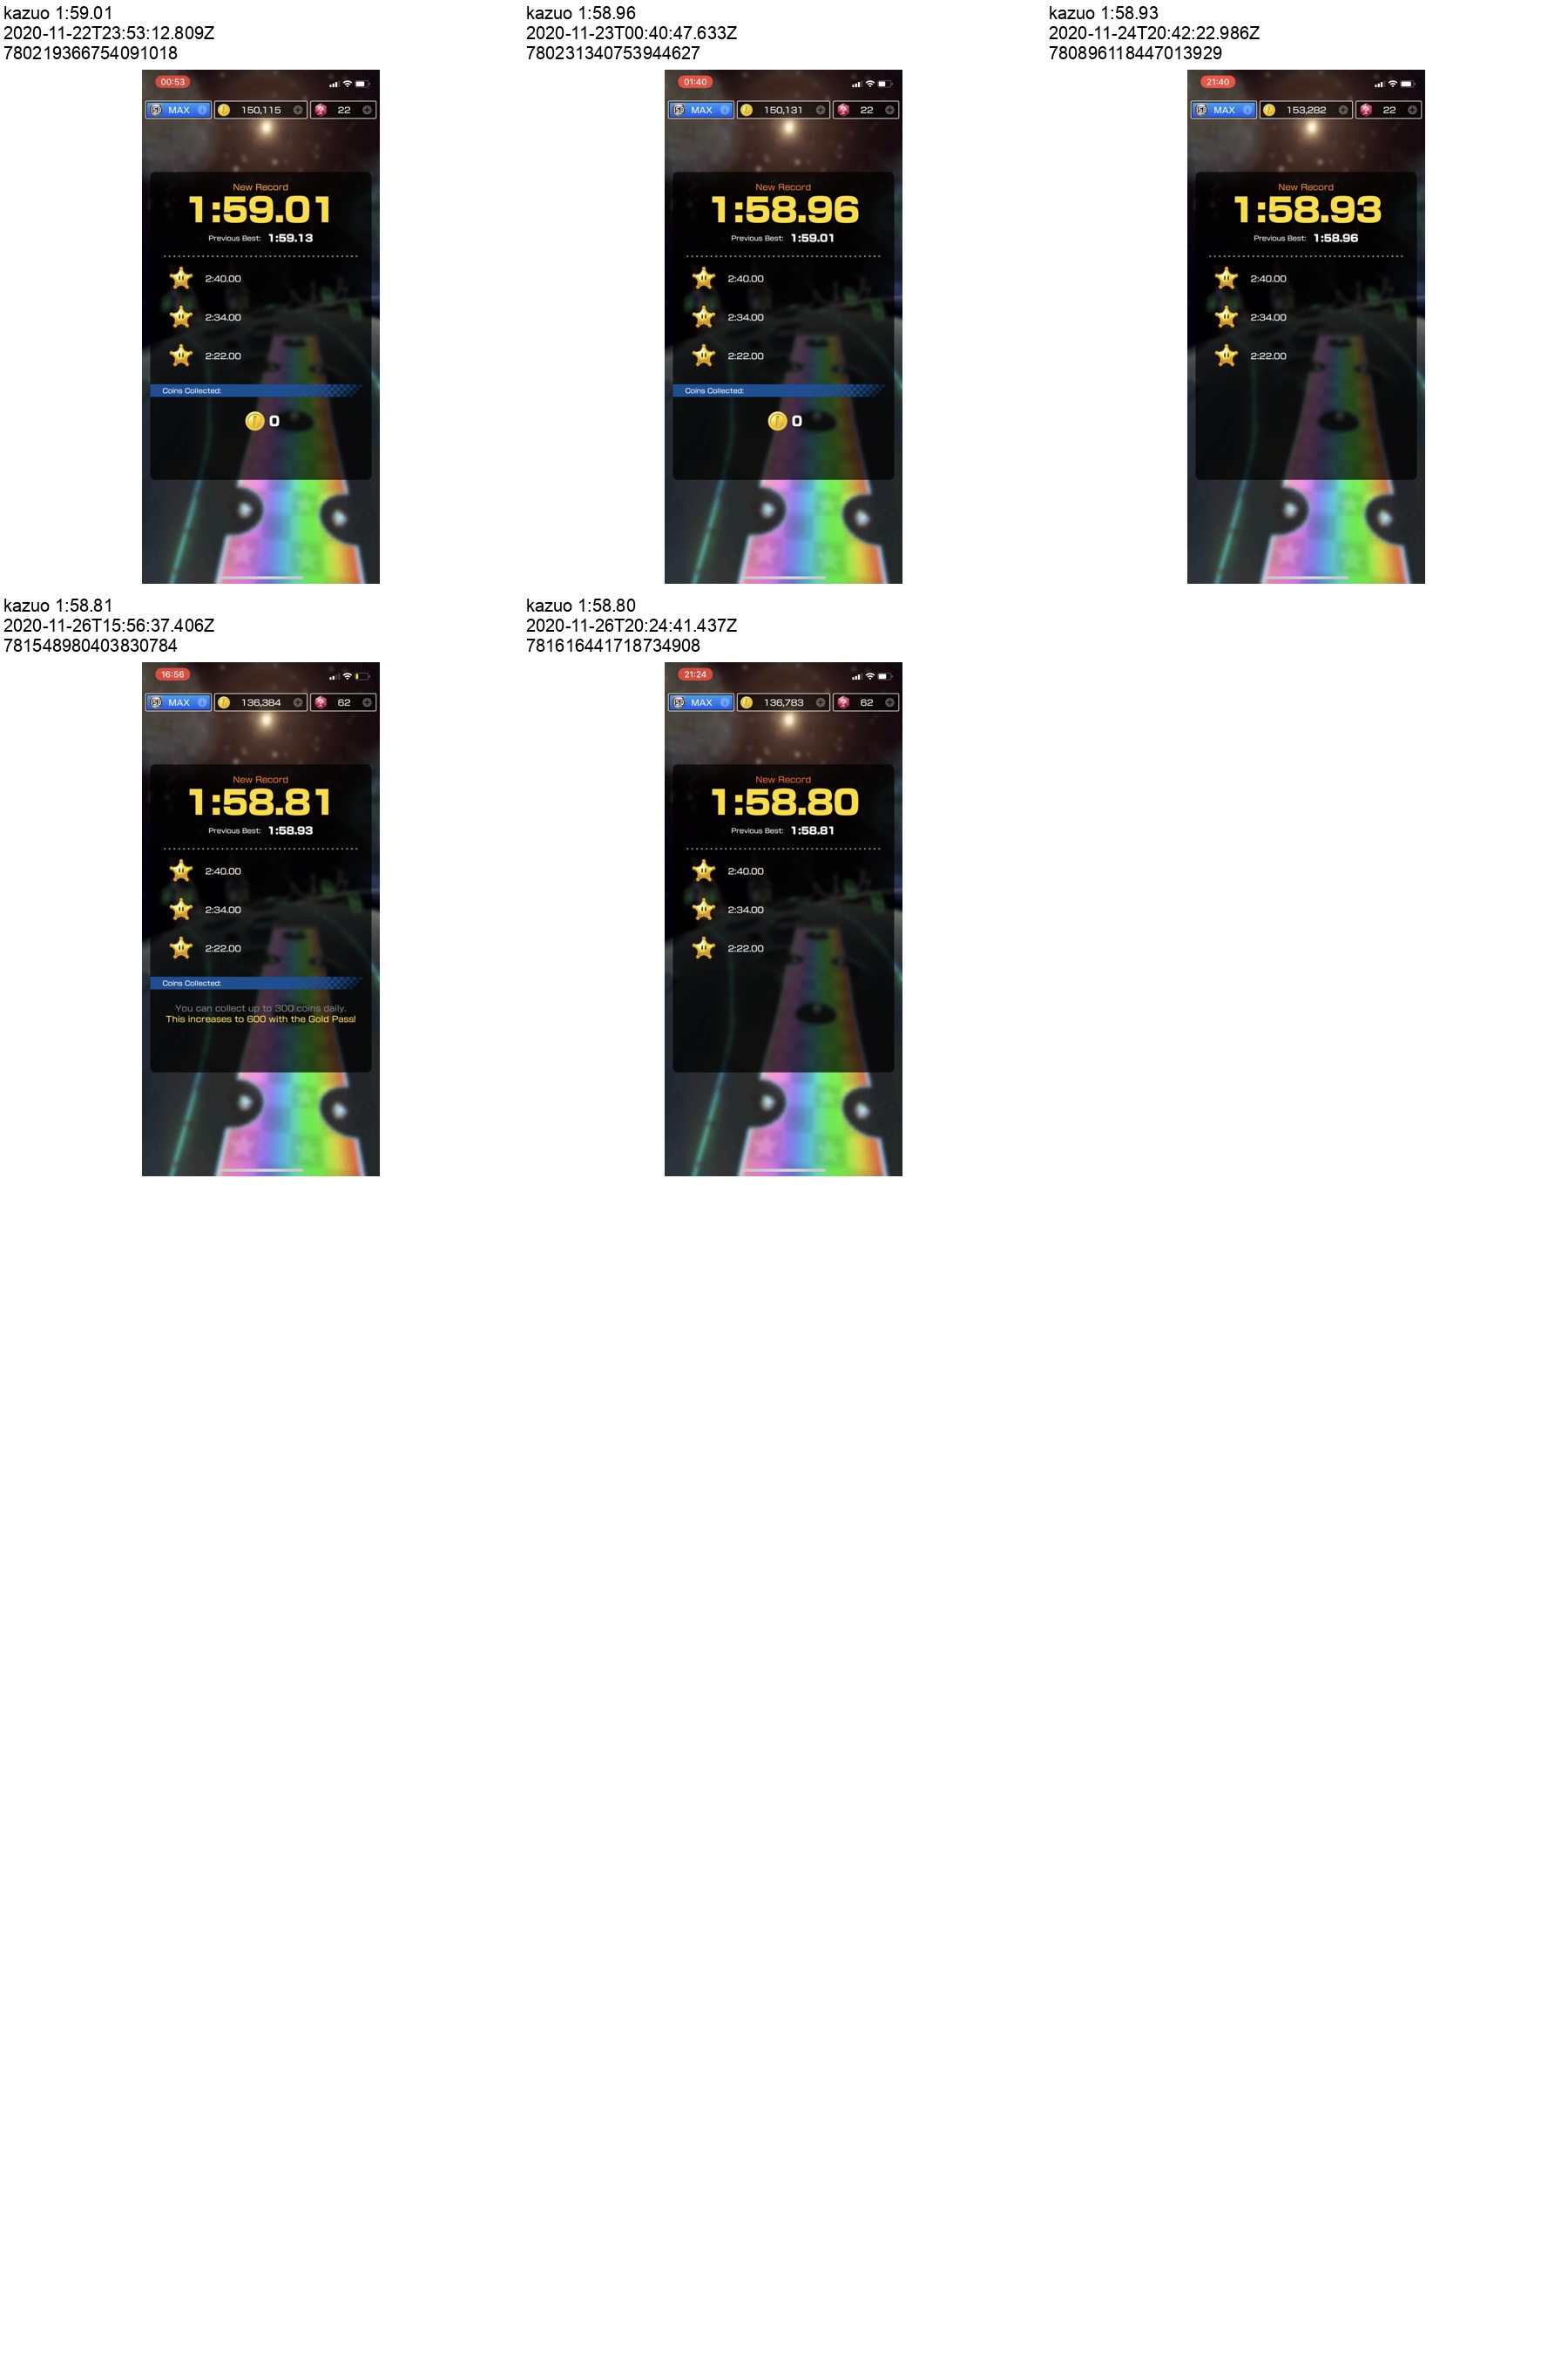 kazuo 1:59.01
2020-11-22T23:53:12.809Z
780219366754091018
00:53
MAX 150,115 22
New Record
1:59.01
Previous Best: 1:59.13
2:40.00
2:34.00
2:22.00
Coins Collected:
0
kazuo 1:58.96
2020-11-23T00:40:47.633Z
780231340753944627
01:40
MAX 150,131 22
New Record
1:58.96
Previous Best: 1:59.01
2:40.00
2:34.00
2:22.00
Coins Collected:
0
kazuo 1:58.93
2020-11-24T20:42:22.986Z
780896118447013929
21:40
MAX 153,282 22
New Record
1:58.93
Previous Best: 1:58.96
2:40.00
2:34.00
2:22.00
kazuo 1:58.81
2020-11-26T15:56:37.406Z
781548980403830784
16:56
MAX 136,384 62
New Record
1:58.81
Previous Best: 1:58.93
2:40.00
2:34.00
2:22.00
Coins Collected:
You can collect up to 300 coins daily.
This increases to 600 with the Gold Pass!
kazuo 1:58.80
2020-11-26T20:24:41.437Z
781616441718734908
21:24
MAX 136,783 62
New Record
1:58.80
Previous Best: 1:58.81
2:40.00
2:34.00
2:22.00